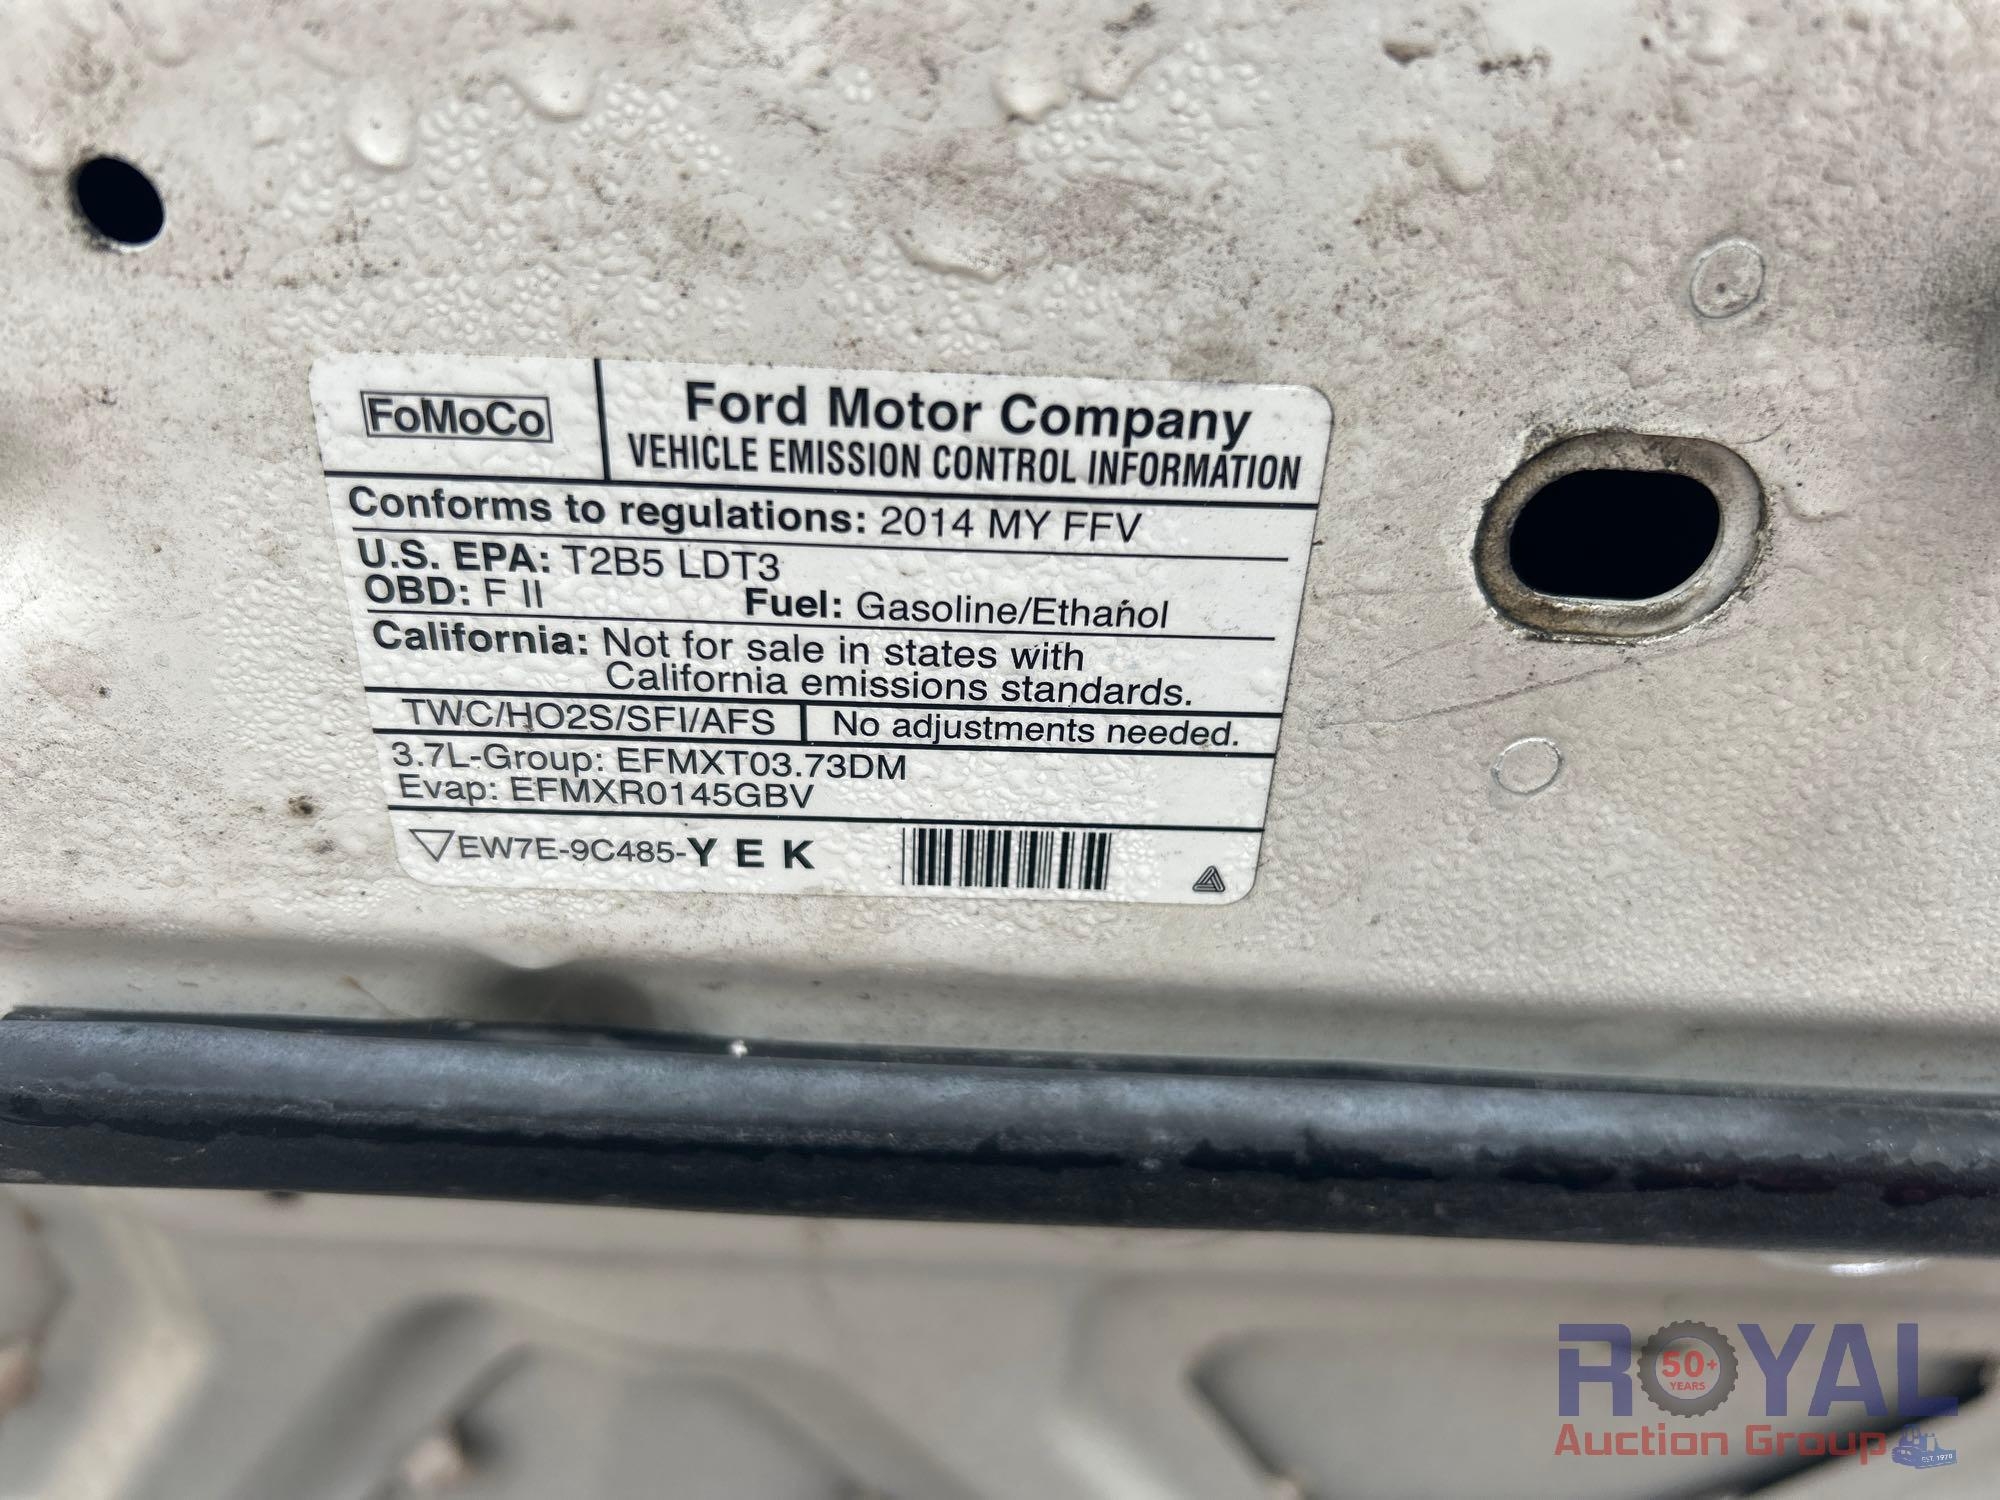 FoMoCo
Ford Motor Company
VEHICLE EMISSION CONTROL INFORMATION
Conforms to regulations: 2014 MY FFV
U.S. EPA: T2B5 LDT3
OBD: F II Fuel: Gasoline/Ethanol
California: Not for sale in states with
California emissions standards.
TWC/HO2S/SFI/AFS No adjustments needed.
3.7L-Group: EFMXT03.73DM
Evap: EFMXR0145GBV
EW7E-9C485-Y E K
ROYAL
50+
YEARS
Auction Group
EST. 1970